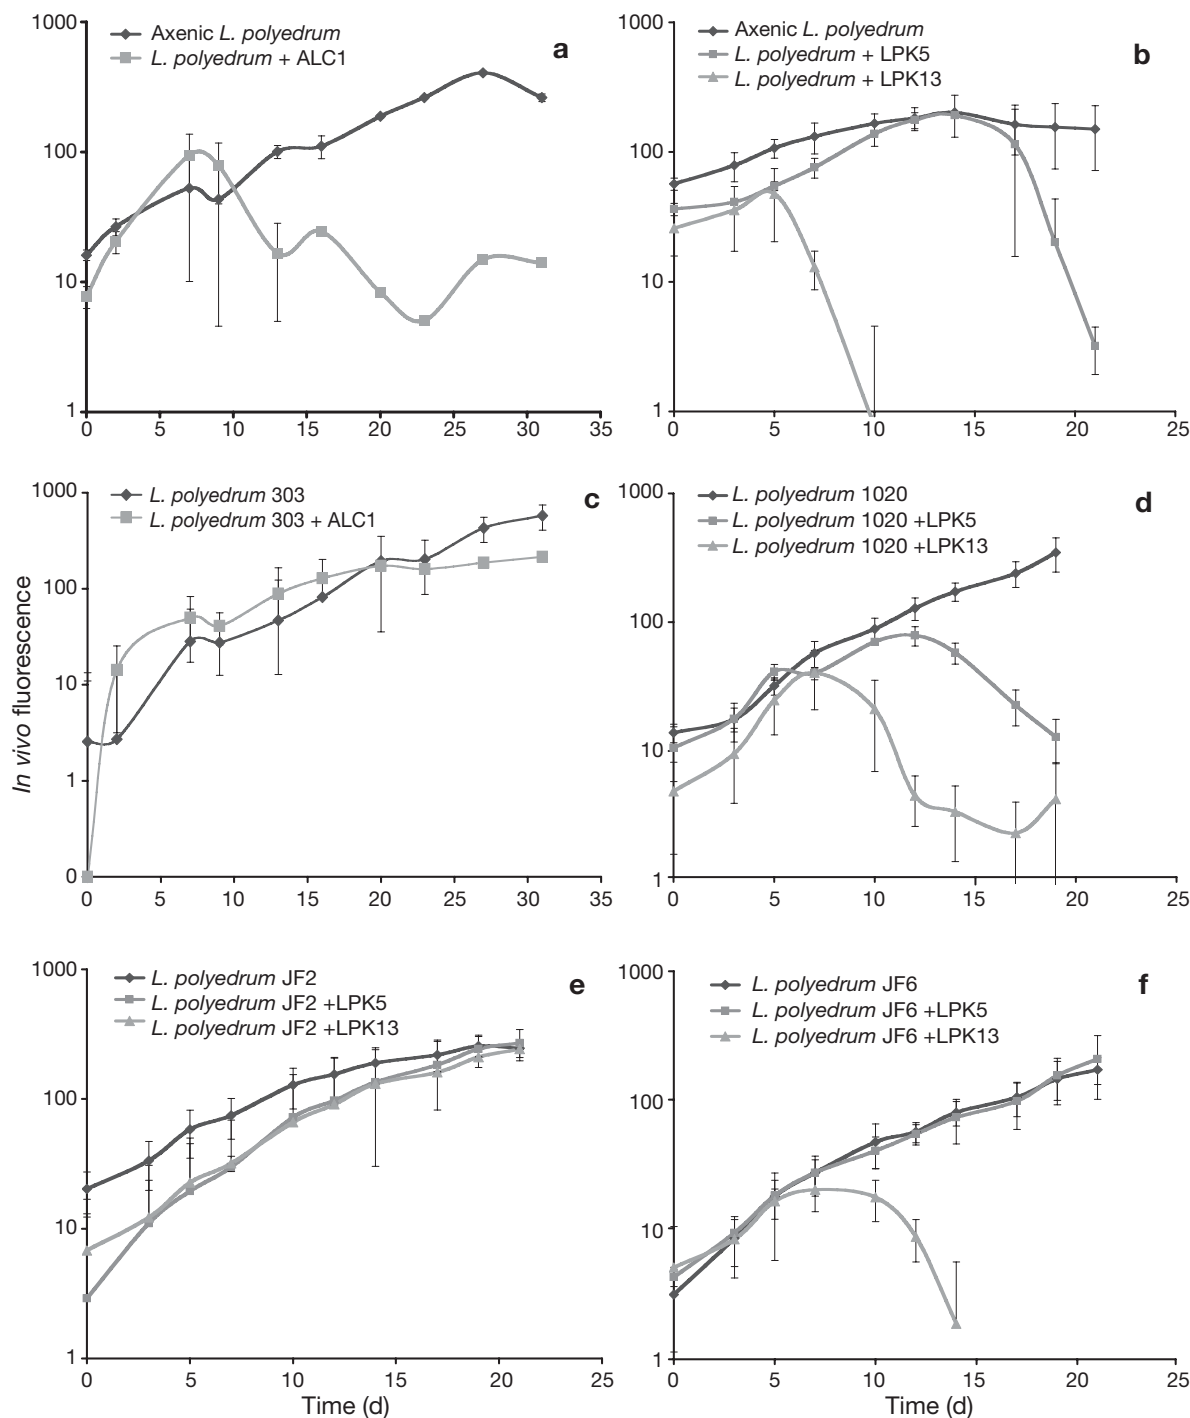 1000
100
10
1
0 5 10 15 20 25 30 35
Axenic L. polyedrum
L. polyedrum + ALC1
a
1000
100
10
1
0 5 10 15 20 25
Axenic L. polyedrum
L. polyedrum + LPK5
L. polyedrum + LPK13
b
In vivo fluorescence
1000
100
10
1
0
0 5 10 15 20 25 30 35
L. polyedrum 303
L. polyedrum 303 + ALC1
c
1000
100
10
1
0 5 10 15 20 25
L. polyedrum 1020
L. polyedrum 1020 +LPK5
L. polyedrum 1020 +LPK13
d
1000
100
10
1
0 5 10 15 20 25
L. polyedrum JF2
L. polyedrum JF2 +LPK5
L. polyedrum JF2 +LPK13
e
Time (d)
1000
100
10
1
0 5 10 15 20 25
L. polyedrum JF6
L. polyedrum JF6 +LPK5
L. polyedrum JF6 +LPK13
f
Time (d)